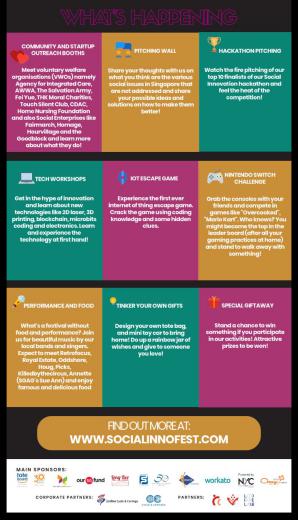 WHAT'S HAPPENING
COMMUNITY AND STARTUP
OUTREACH BOOTHS
Meet voluntary welfare
organisations (VWOs) namely
Agency for Integrated Care,
AWWA, The Salvation Army,
Fei Yue, THK Moral Charities,
Touch Silent Club, CDAC,
Home Nursing Foundation
and also Social Enterprises like
Fairmarch, Homage,
Hourvillage and the
Goodblock and learn more
about what they do!
PITCHING WALL
Share your thoughts with us on
what you think are the various
social issues in Singapore that
are not addressed and share
your possible ideas and
solutions on how to make them
better!
HACKATHON PITCHING
Watch the fire pitching of our
top 10 finalists of our Social
Innovation hackathon and
feel the heat of the
competition!
TECH WORKSHOPS
Get in the hype of innovation
and learn about new
technologies like 2D laser, 3D
printing, blockchain, microbits
coding and electronics. Learn
and experience the
technology at first hand!
IOT ESCAPE GAME
Experience the first ever
internet of thing escape game.
Crack the game using coding
knowledge and some hidden
clues.
NINTENDO SWITCH
CHALLENGE
Grab the consoles with your
friends and compete in
games like "Overcooked",
"Mario Kart". Who knows? You
might become the top in the
leader board (after all your
gaming practices at home)
and stand to walk away with
something!
PERFORMANCE AND FOOD
What's a festival without
food and performance? Join
us for beautiful music by our
local bands and singers.
Expect to meet Retrofocus,
Royal Estate, Oddshore,
Haug, Picks,
Killedbythecircus, Annette
(SOAG's Sue Ann) and enjoy
famous and delicious food
TINKER YOUR OWN GIFTS
Design your own tote bag,
and mini toy car to bring
home! Do up a rainbow jar of
wishes and give to someone
you love!
SPECIAL GIFTAWAY
Stand a chance to win
something if you participate
in our activities! Attractive
prizes to be won!
FIND OUT MORE AT:
WWW.SOCIALINNOFEST.COM
MAIN SPONSORS:
tote
board
workato
NYC
CORPORATE PARTNERS:
PARTNERS: